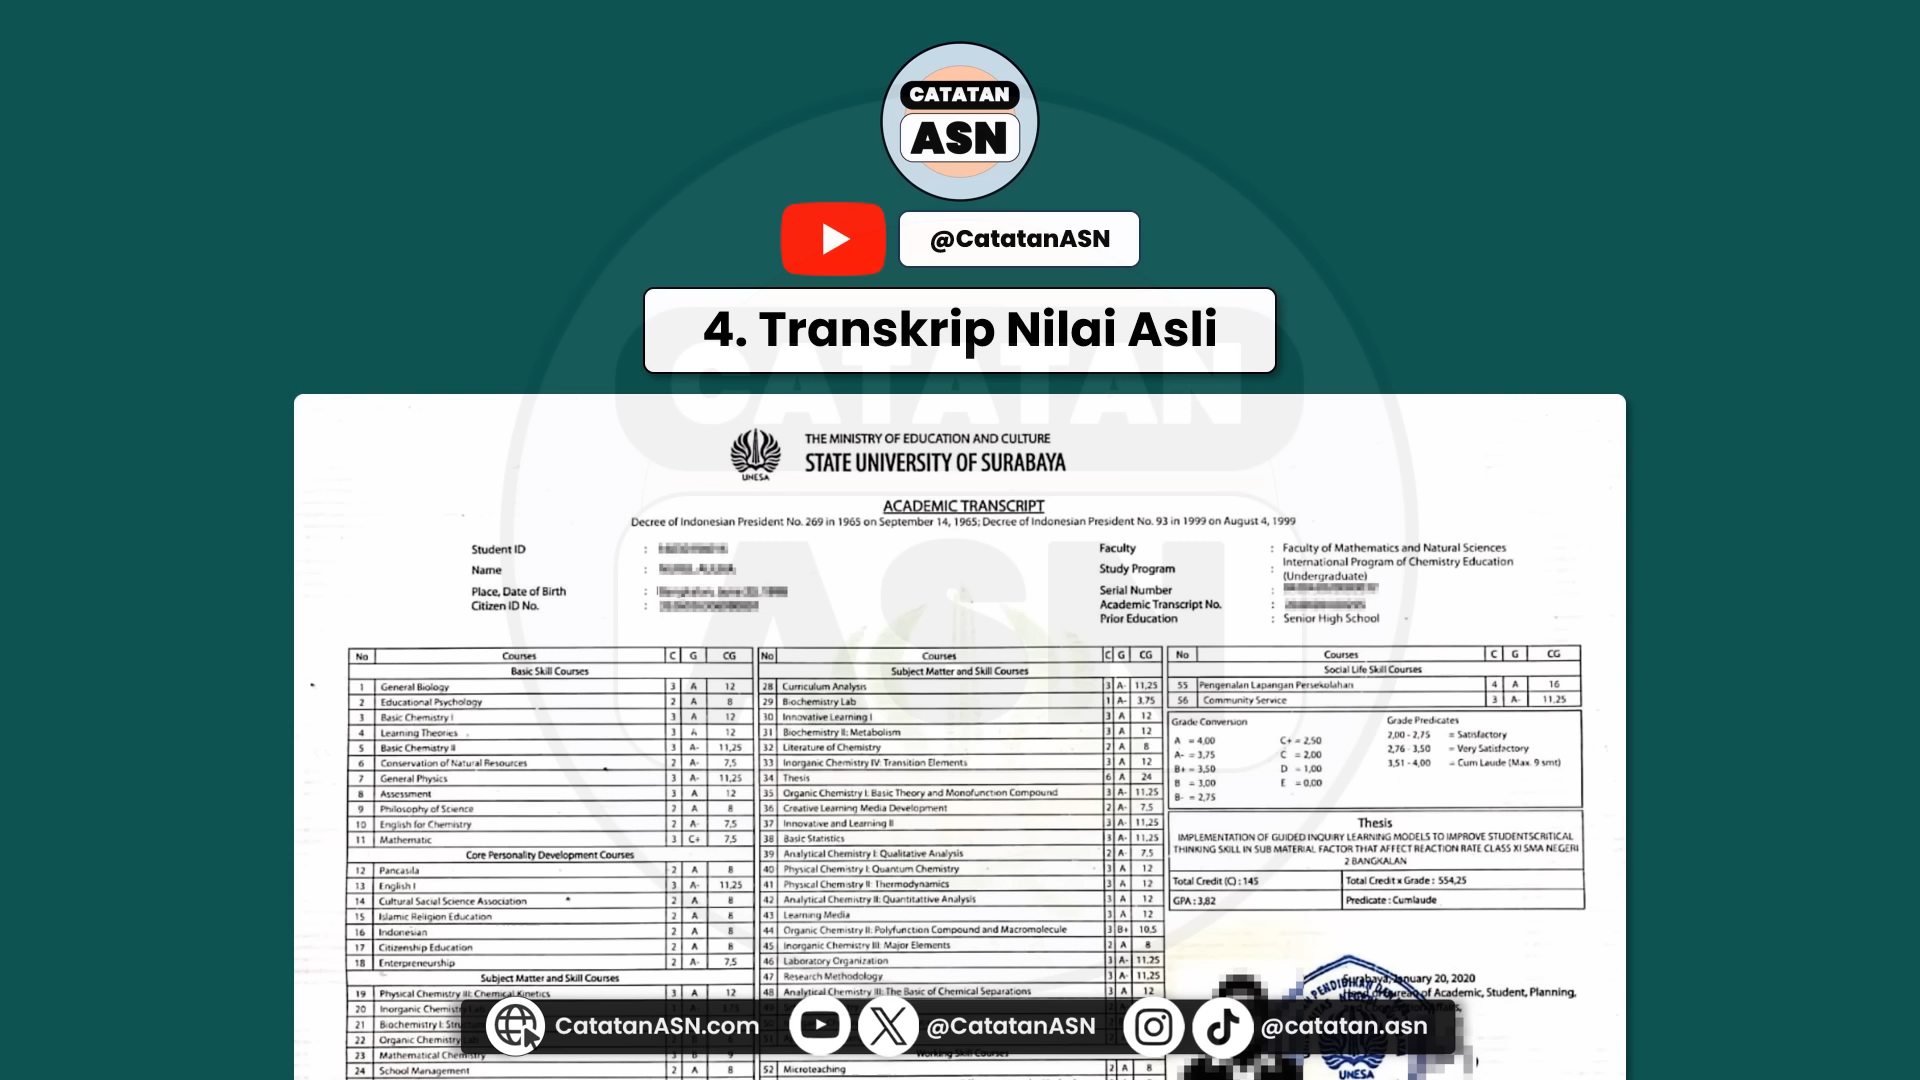 CATATAN
ASN
@CatatanASN
4. Transkrip Nilai Asli
THE MINISTRY OF EDUCATION AND CULTURE
STATE UNIVERSITY OF SURABAYA
UNESA
ACADEMIC TRANSCRIPT
Decree of Indonesian President No. 269 in 1965 on September 14, 1965; Decree of Indonesian President No. 93 in 1999 on August 4, 1999
Student ID :
Name :
Place, Date of Birth :
Citizen ID No. :
Faculty : Faculty of Mathematics and Natural Sciences
Study Program : International Program of Chemistry Education
(Undergraduate)
Serial Number :
Academic Transcript No. :
Prior Education : Senior High School
No Courses C G CG
Basic Skill Courses
1 General Biology 3 A 12
2 Educational Psychology 2 A 8
3 Basic Chemistry I 3 A 12
4 Learning Theories 3 A 12
5 Basic Chemistry II 3 A- 11,25
6 Conservation of Natural Resources 2 A- 7,5
7 General Physics 3 A- 11,25
8 Assessment 3 A 12
9 Philosophy of Science 2 A 8
10 English for Chemistry 2 A- 7,5
11 Mathematic 3 C+ 7,5
Core Personality Development Courses
12 Pancasila 2 A 8
13 English I 3 A- 11,25
14 Cultural Sacial Science Association 2 A 8
15 Islamic Religion Education 2 A 8
16 Indonesian 2 A 8
17 Citizenship Education 2 A 8
18 Enterpreneurship 2 A- 7,5
Subject Matter and Skill Courses
19 Physical Chemistry III: Chemical Kinetics 3 A 12
20 Inorganic
21 Biochemistry I:
22 Organic Chemistry
23 Mathematical Chemistry 3 B 9
24 School Management 2 A 8
No Courses C G CG
Subject Matter and Skill Courses
28 Curriculum Analysis 3 A- 11,25
29 Biochemistry Lab 1 A- 3,75
30 Innovative Learning I 3 A 12
31 Biochemistry II: Metabolism 3 A 12
32 Literature of Chemistry 2 A 8
33 Inorganic Chemistry IV: Transition Elements 3 A 12
34 Thesis 6 A 24
35 Organic Chemistry I: Basic Theory and Monofunction Compound 3 A- 11,25
36 Creative Learning Media Development 2 A- 7,5
37 Innovative and Learning II 3 A- 11,25
38 Basic Statistics 3 A- 11,25
39 Analytical Chemistry I: Qualitative Analysis 2 A- 7,5
40 Physical Chemistry I: Quantum Chemistry 3 A 12
41 Physical Chemistry II: Thermodynamics 3 A 12
42 Analytical Chemistry II: Quantitattive Analysis 3 A 12
43 Learning Media 3 A 12
44 Organic Chemistry II: Polyfunction Compound and Macromolecule 3 B+ 10,5
45 Inorganic Chemistry III: Major Elements 2 A 8
46 Laboratory Organization 3 A- 11,25
47 Research Methodology 3 A- 11,25
48 Analytical Chemistry III: The Basic of Chemical Separations 3 A 12
Working Skill Courses
52 Microteaching 2 A 8
No Courses C G CG
Social Life Skill Courses
55 Pengenalan Lapangan Persekolahan 4 A 16
56 Community Service 3 A- 11,25
Grade Conversion
A = 4,00 C+ = 2,50
A- = 3,75 C = 2,00
B+ = 3,50 D = 1,00
B = 3,00 E = 0,00
B- = 2,75
Grade Predicates
2,00 - 2,75 = Satisfactory
2,76 - 3,50 = Very Satisfactory
3,51 - 4,00 = Cum Laude (Max. 9 smt)
Thesis
IMPLEMENTATION OF GUIDED INQUIRY LEARNING MODELS TO IMPROVE STUDENTSCRITICAL
THINKING SKILL IN SUB MATERIAL FACTOR THAT AFFECT REACTION RATE CLASS XI SMA NEGERI
2 BANGKALAN
Total Credit (C) : 145 Total Credit x Grade : 554,25
GPA : 3,82 Predicate : Cumlaude
Surabaya, January 20, 2020
Head of Bureau of Academic, Student, Planning,
UNESA
CatatanASN.com
@CatatanASN
@catatan.asn